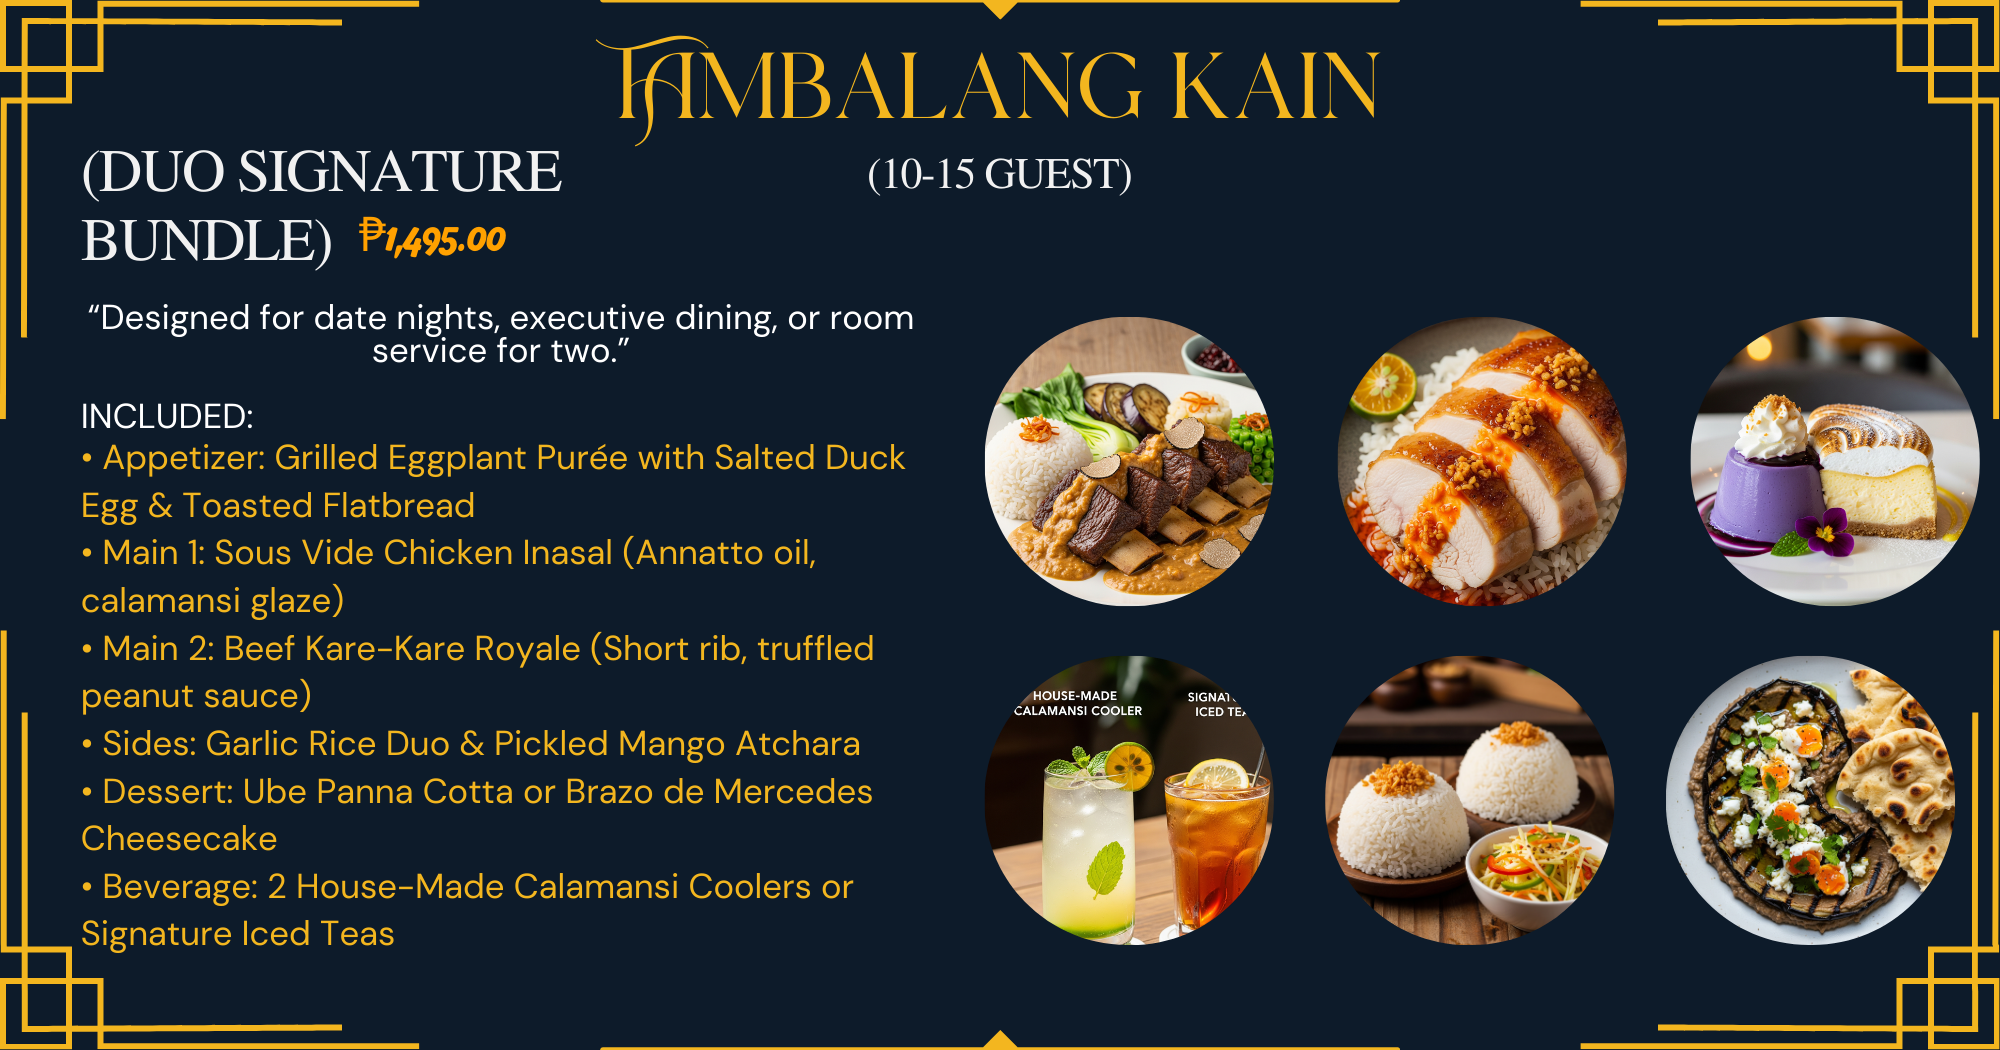 TAMBALANG KAIN
(DUO SIGNATURE
BUNDLE) ₱1,495.00
(10-15 GUEST)
“Designed for date nights, executive dining, or room
service for two.”
INCLUDED:
• Appetizer: Grilled Eggplant Purée with Salted Duck
Egg & Toasted Flatbread
• Main 1: Sous Vide Chicken Inasal (Annatto oil,
calamansi glaze)
• Main 2: Beef Kare-Kare Royale (Short rib, truffled
peanut sauce)
• Sides: Garlic Rice Duo & Pickled Mango Atchara
• Dessert: Ube Panna Cotta or Brazo de Mercedes
Cheesecake
• Beverage: 2 House-Made Calamansi Coolers or
Signature Iced Teas
HOUSE-MADE
CALAMANSI COOLER
ICED